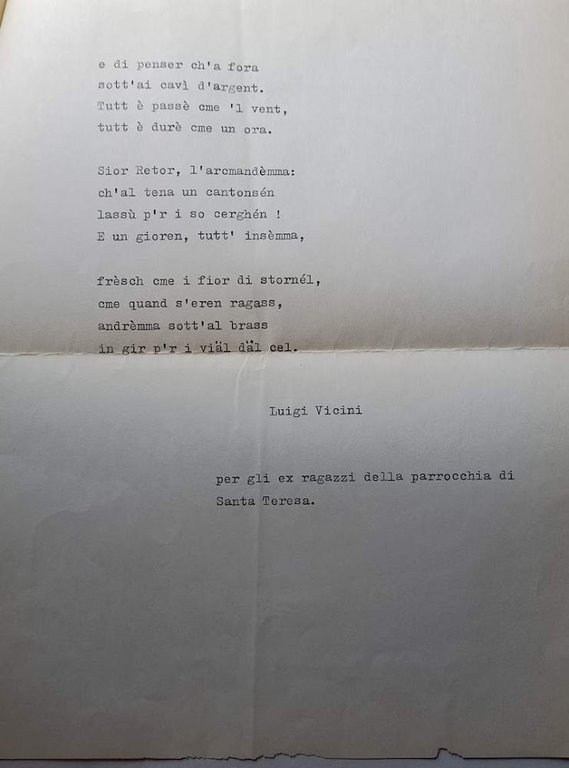 e di penser ch'a fora
sott'ai cavì d'argent.
Tutt è passè cme 'l vent,
tutt è durè cme un ora.
Sior Retor, l'arcmandèmma:
ch'al tena un cantonsén
lassù p'r i so cerghén !
E un gioren, tutt' insèmma,
frèsch cme i fior di stornél,
cme quand s'eren ragass,
andrèmma sott'al brass
in gir p'r i viäl däl cel.
Luigi Vicini
per gli ex ragazzi della parrocchia di
Santa Teresa.